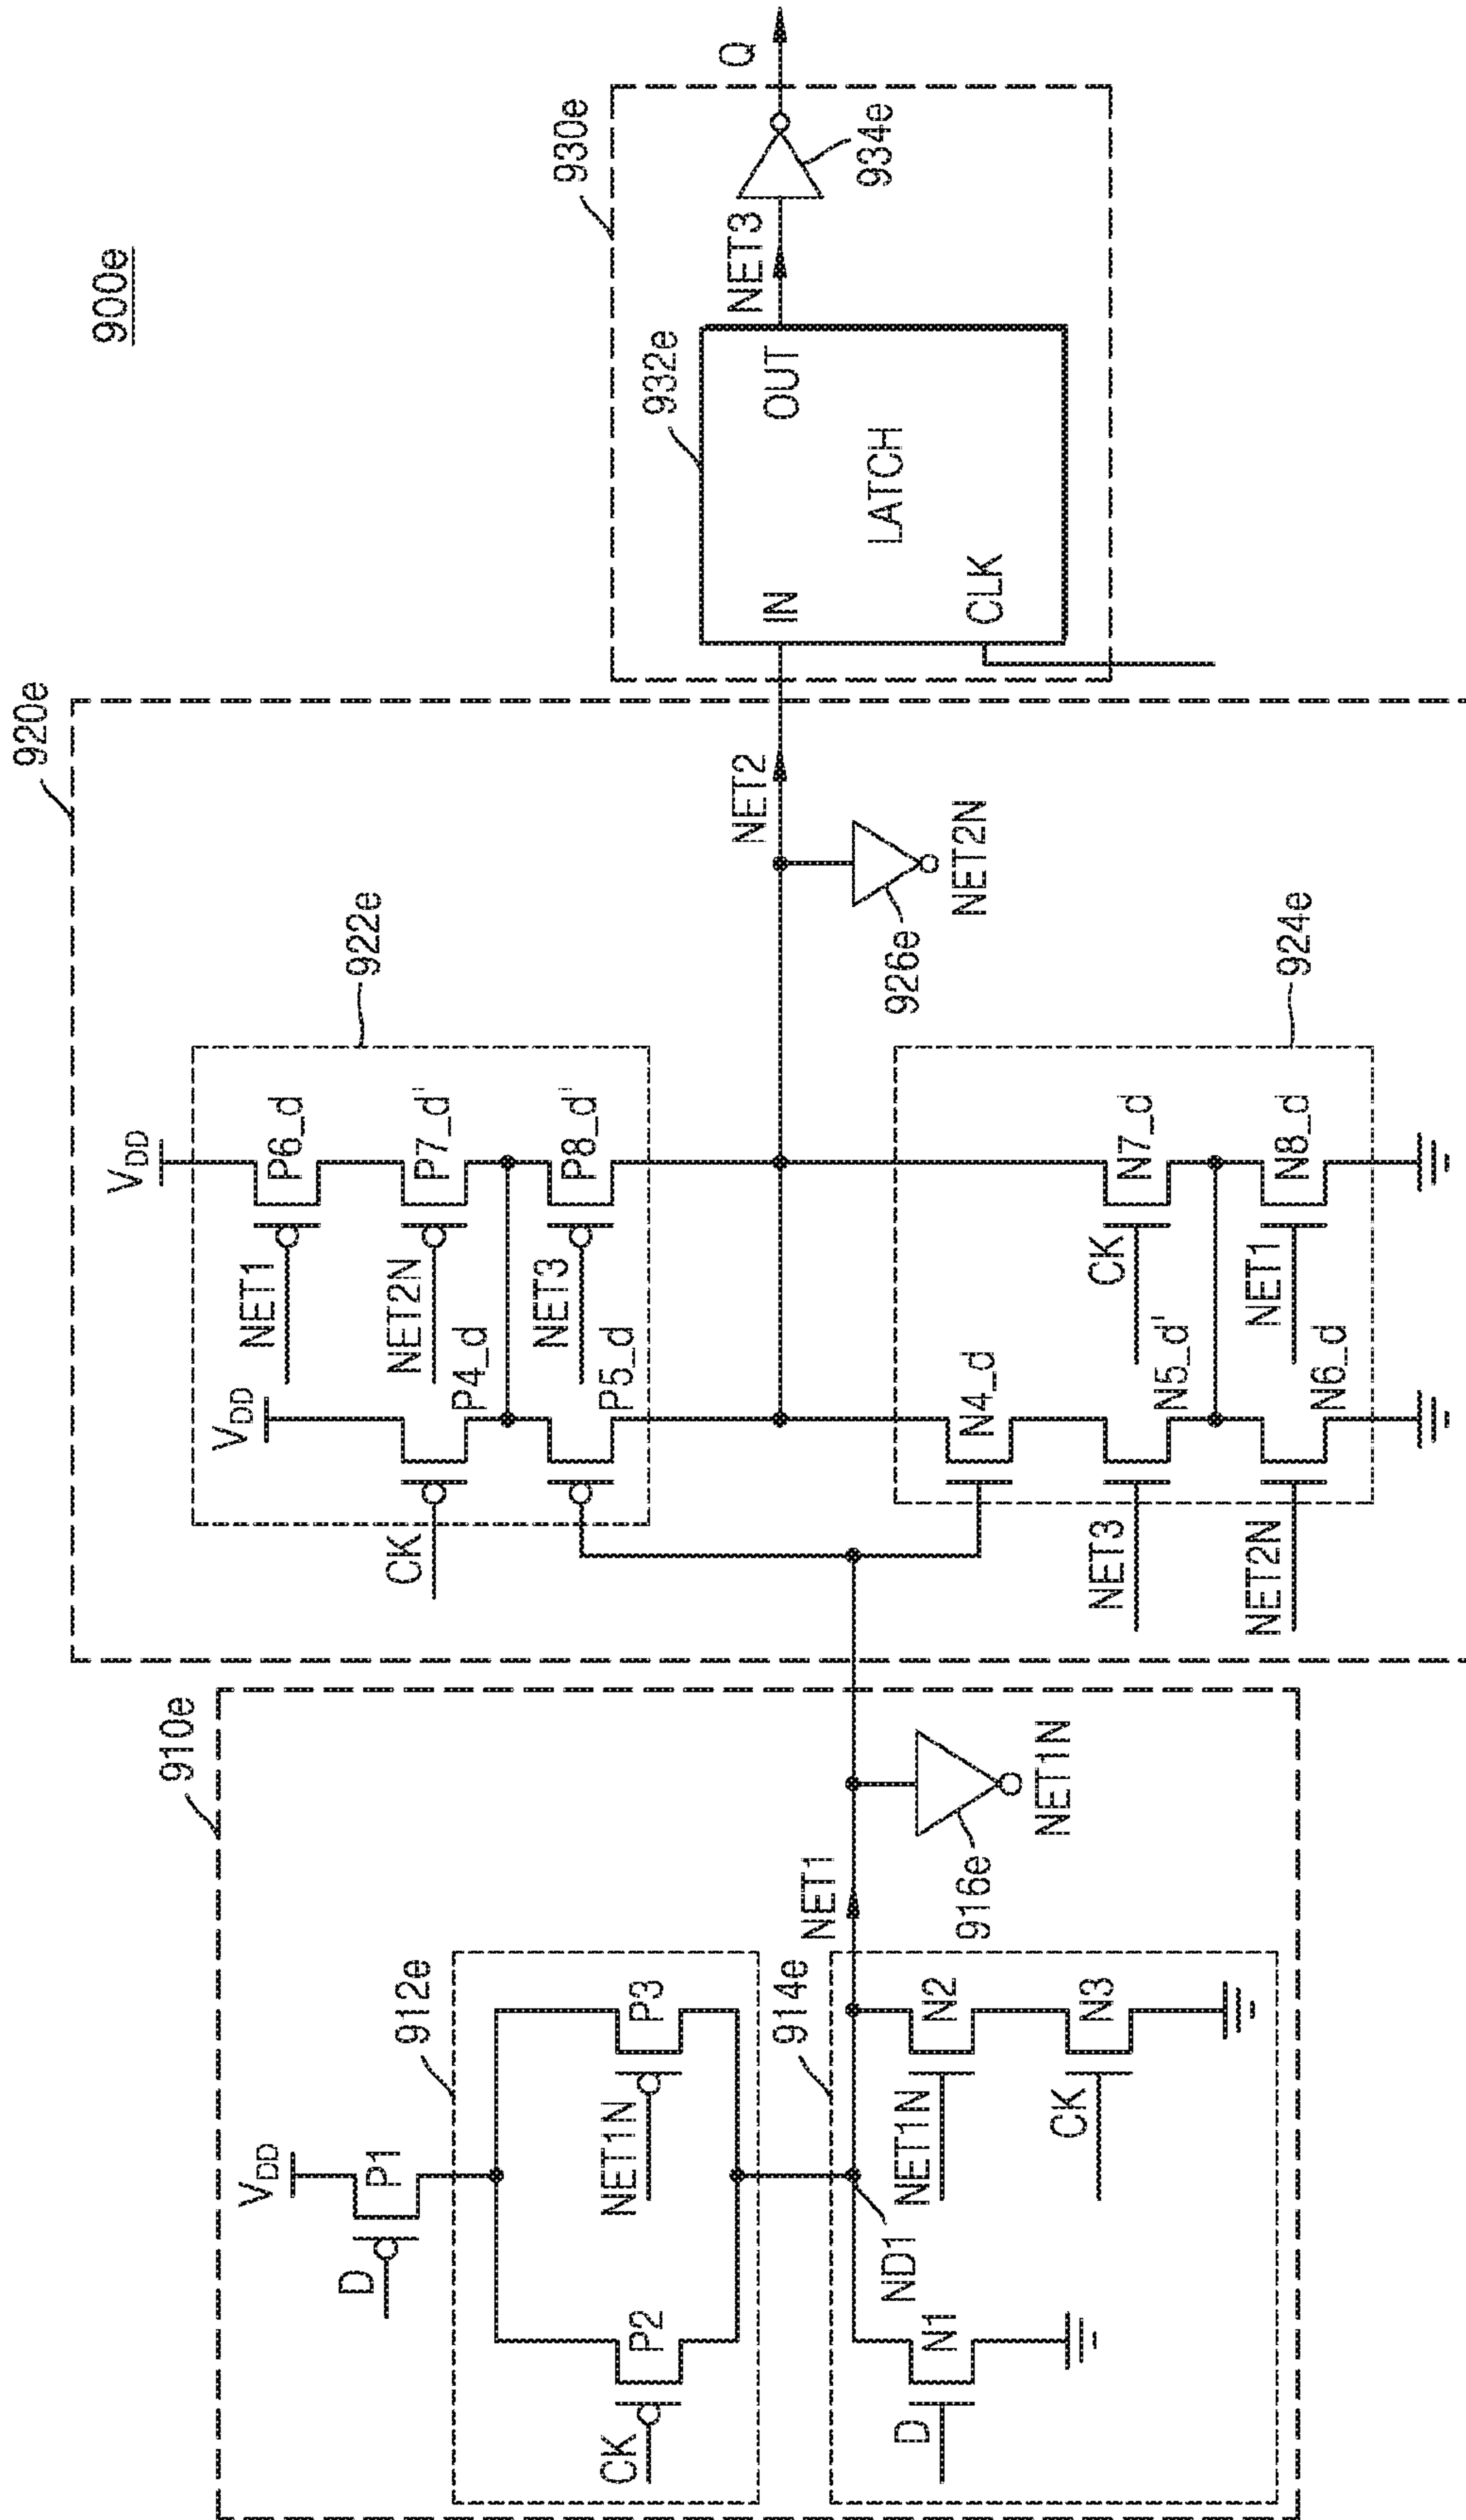 900e
910e
V_DD
D
P1
912e
CK
P2
NET1N
P3
ND1
914e
NET1
D
N1
NET1N
N2
CK
N3
916e
NET1N
920e
V_DD
V_DD
922e
NET1
P6_d
NET2N
P7_d'
CK
P4_d
NET3
P8_d'
P5_d
NET2
926e
NET2N
924e
N4_d
CK
N7_d
NET3
N5_d'
NET1
N8_d
NET2N
N6_d
930e
932e
IN
OUT
LATCH
CLK
NET3
934e
Q